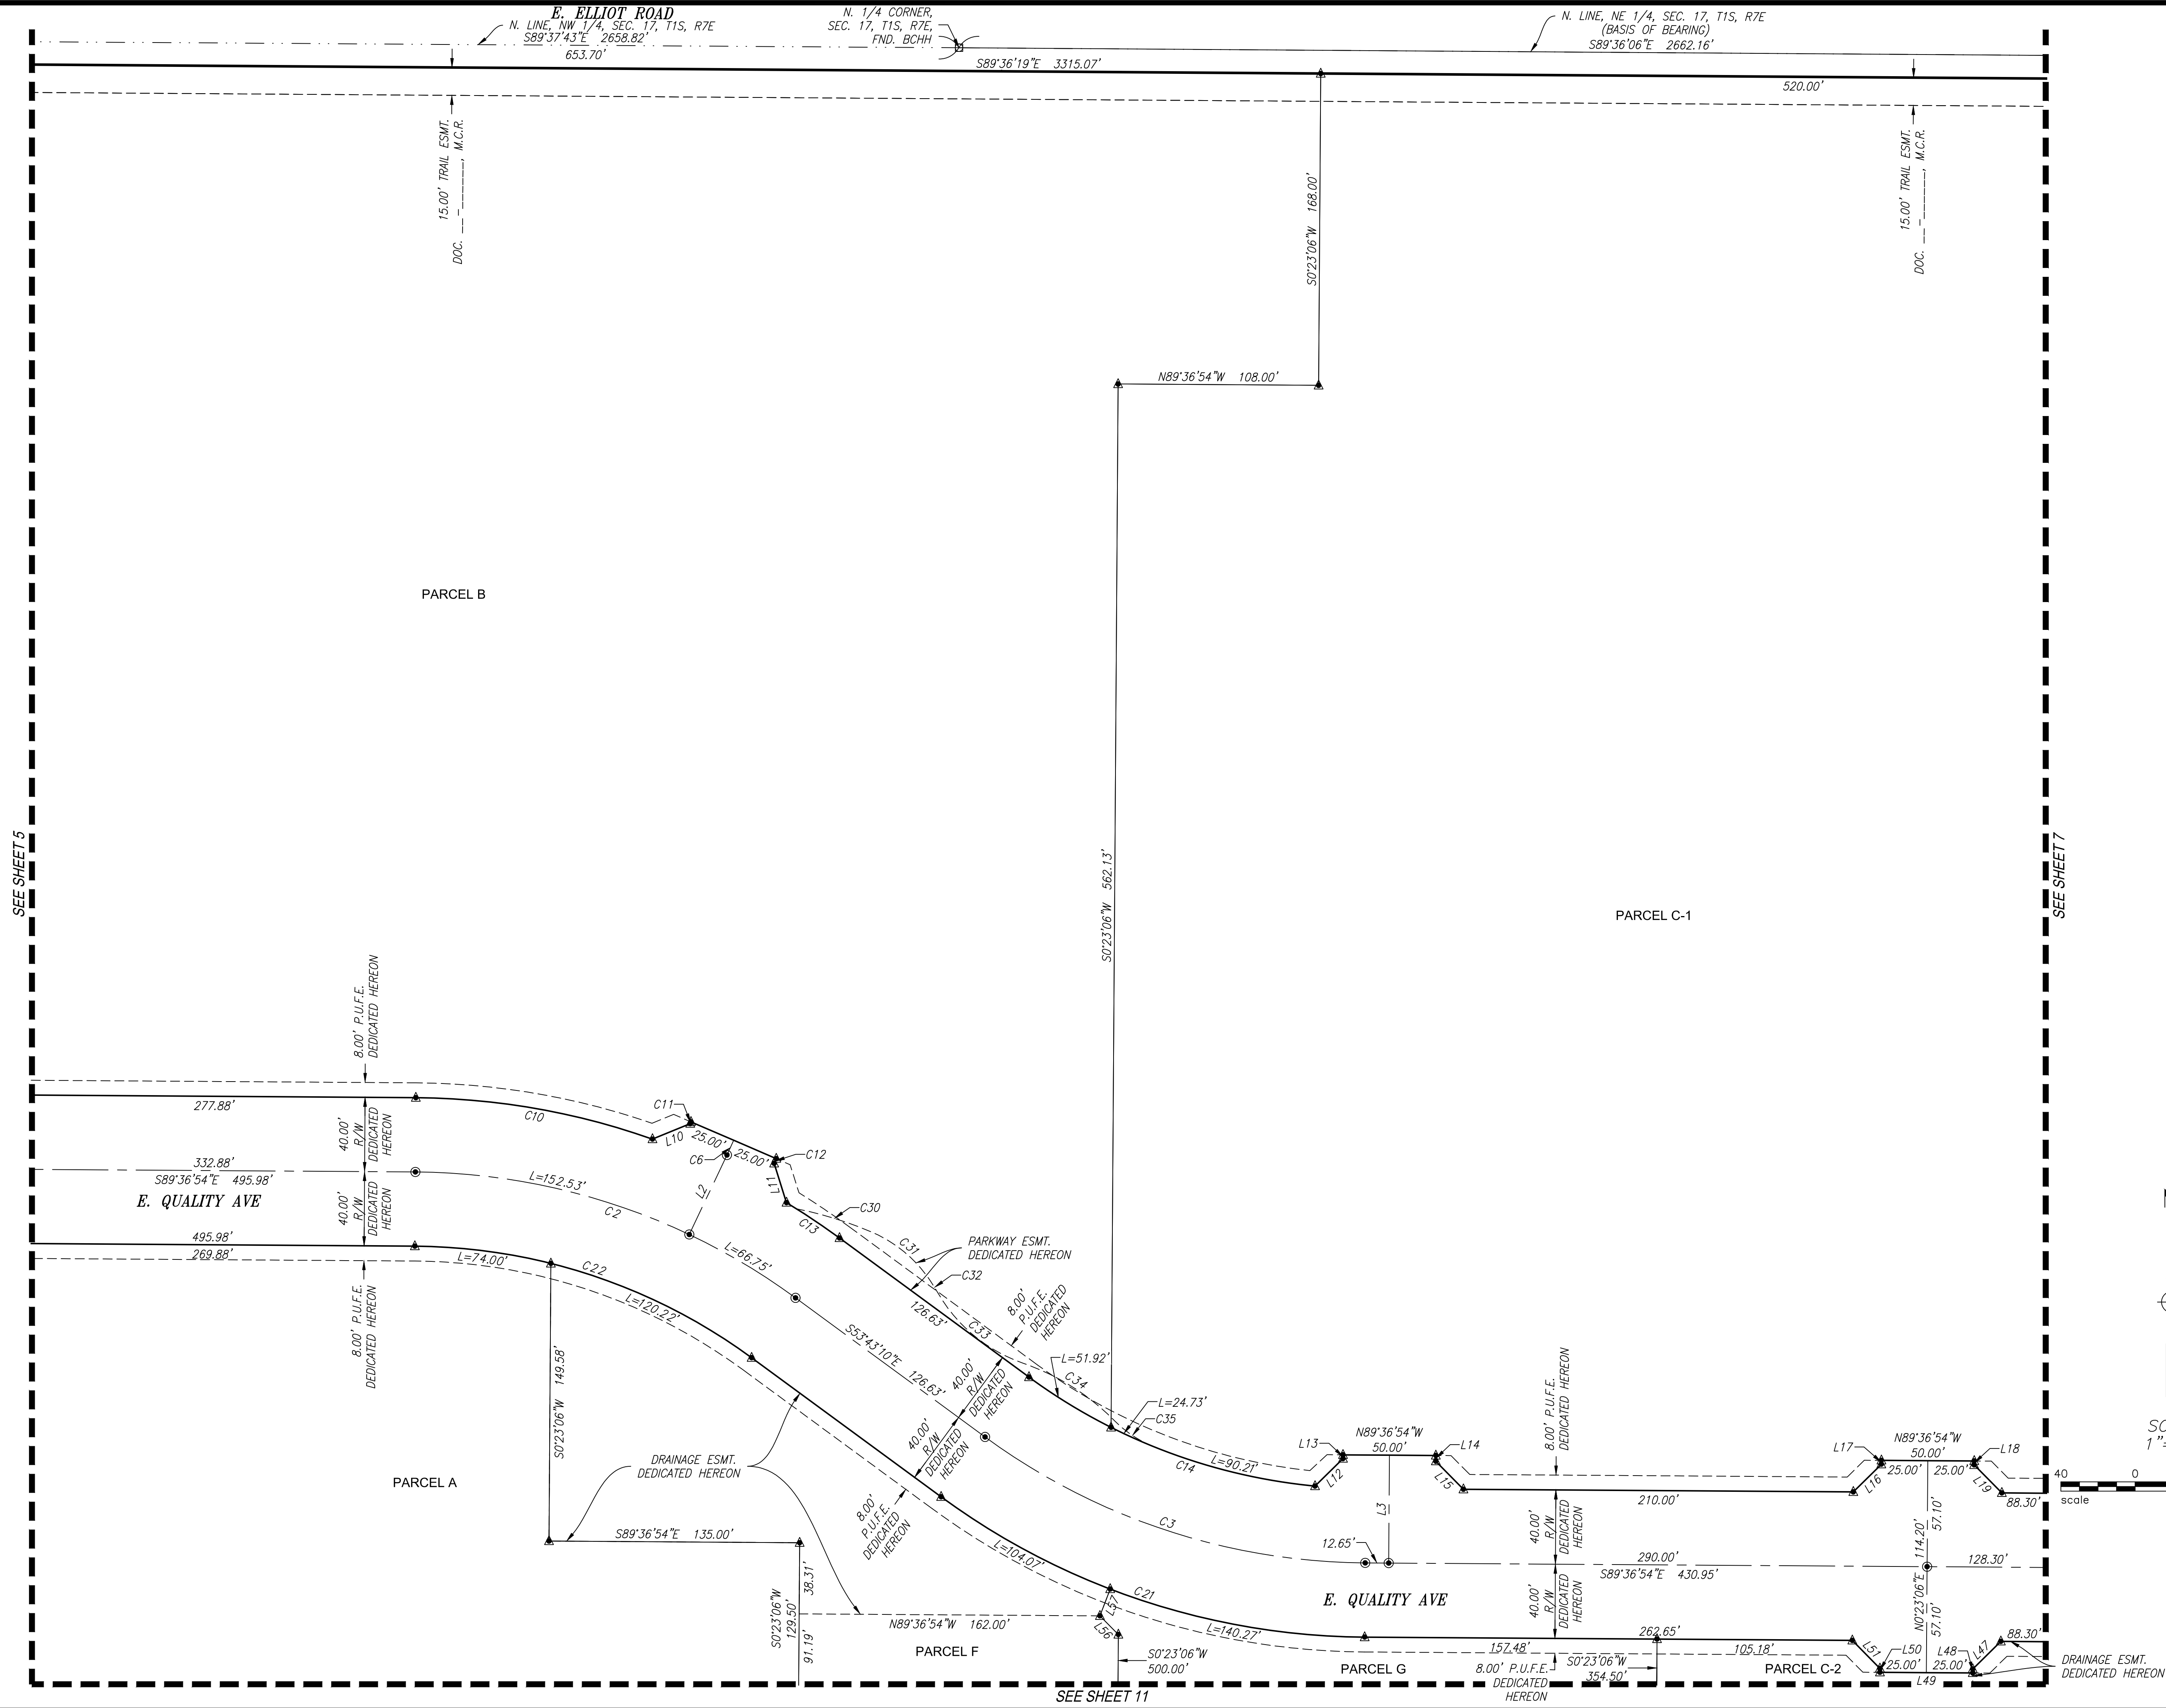 E. ELLIOT ROAD
N. LINE, NW 1/4, SEC. 17, T1S, R7E
S89°37'43"E 2658.82'
653.70'
N. 1/4 CORNER,
SEC. 17, T1S, R7E,
FND. BCHH
S89°36'19"E 3315.07'
N. LINE, NE 1/4, SEC. 17, T1S, R7E
(BASIS OF BEARING)
S89°36'06"E 2662.16'
520.00'
15.00' TRAIL ESMT.
DOC. __-______, M.C.R.
15.00' TRAIL ESMT.
DOC. __-______, M.C.R.
S0°23'06"W 168.00'
N89°36'54"W 108.00'
PARCEL B
SEE SHEET 5
SEE SHEET 7
S0°23'06"W 562.13'
PARCEL C-1
8.00' P.U.F.E.
DEDICATED HEREON
277.88'
C10
C11
L10
25.00'
C6
25.00'
C12
40.00'
R/W
DEDICATED
HEREON
332.88'
S89°36'54"E 495.98'
E. QUALITY AVE
L=152.53'
C2
L2
L11
C30
C13
C31
PARKWAY ESMT.
DEDICATED HEREON
C32
40.00'
R/W
DEDICATED
HEREON
495.98'
269.88'
L=74.00'
C22
L=120.22'
L=66.75'
8.00' P.U.F.E.
DEDICATED HEREON
S53°43'10"E 126.63'
126.63'
C33
8.00'
P.U.F.E.
DEDICATED
HEREON
L=51.92'
C34
L=24.73'
C35
40.00'
R/W
DEDICATED
HEREON
40.00'
R/W
DEDICATED
HEREON
S0°23'06"W 149.58'
C14
L=90.21'
L12
L13
N89°36'54"W
50.00'
L14
L15
L3
8.00' P.U.F.E.
DEDICATED HEREON
210.00'
L16
L17
N89°36'54"W
50.00'
25.00'
25.00'
L18
L19
88.30'
SC
1"=
40
0
scale
DRAINAGE ESMT.
DEDICATED HEREON
PARCEL A
S89°36'54"E 135.00'
8.00'
P.U.F.E.
DEDICATED
HEREON
L=104.07'
C3
12.65'
40.00'
R/W
DEDICATED
HEREON
290.00'
S89°36'54"E 430.95'
N0°23'06"E 114.20'
57.10'
57.10'
128.30'
38.31'
S0°23'06"W
129.50'
91.19'
N89°36'54"W 162.00'
PARCEL F
L57
L56
C21
L=140.27'
E. QUALITY AVE
40.00'
R/W
DEDICATED
HEREON
262.65'
157.48'
105.18'
S0°23'06"W
500.00'
PARCEL G
8.00' P.U.F.E.
DEDICATED
HEREON
S0°23'06"W
354.50'
PARCEL C-2
L51
L50
25.00'
25.00'
L48
L47
L49
88.30'
DRAINAGE ESMT.
DEDICATED HEREON
SEE SHEET 11